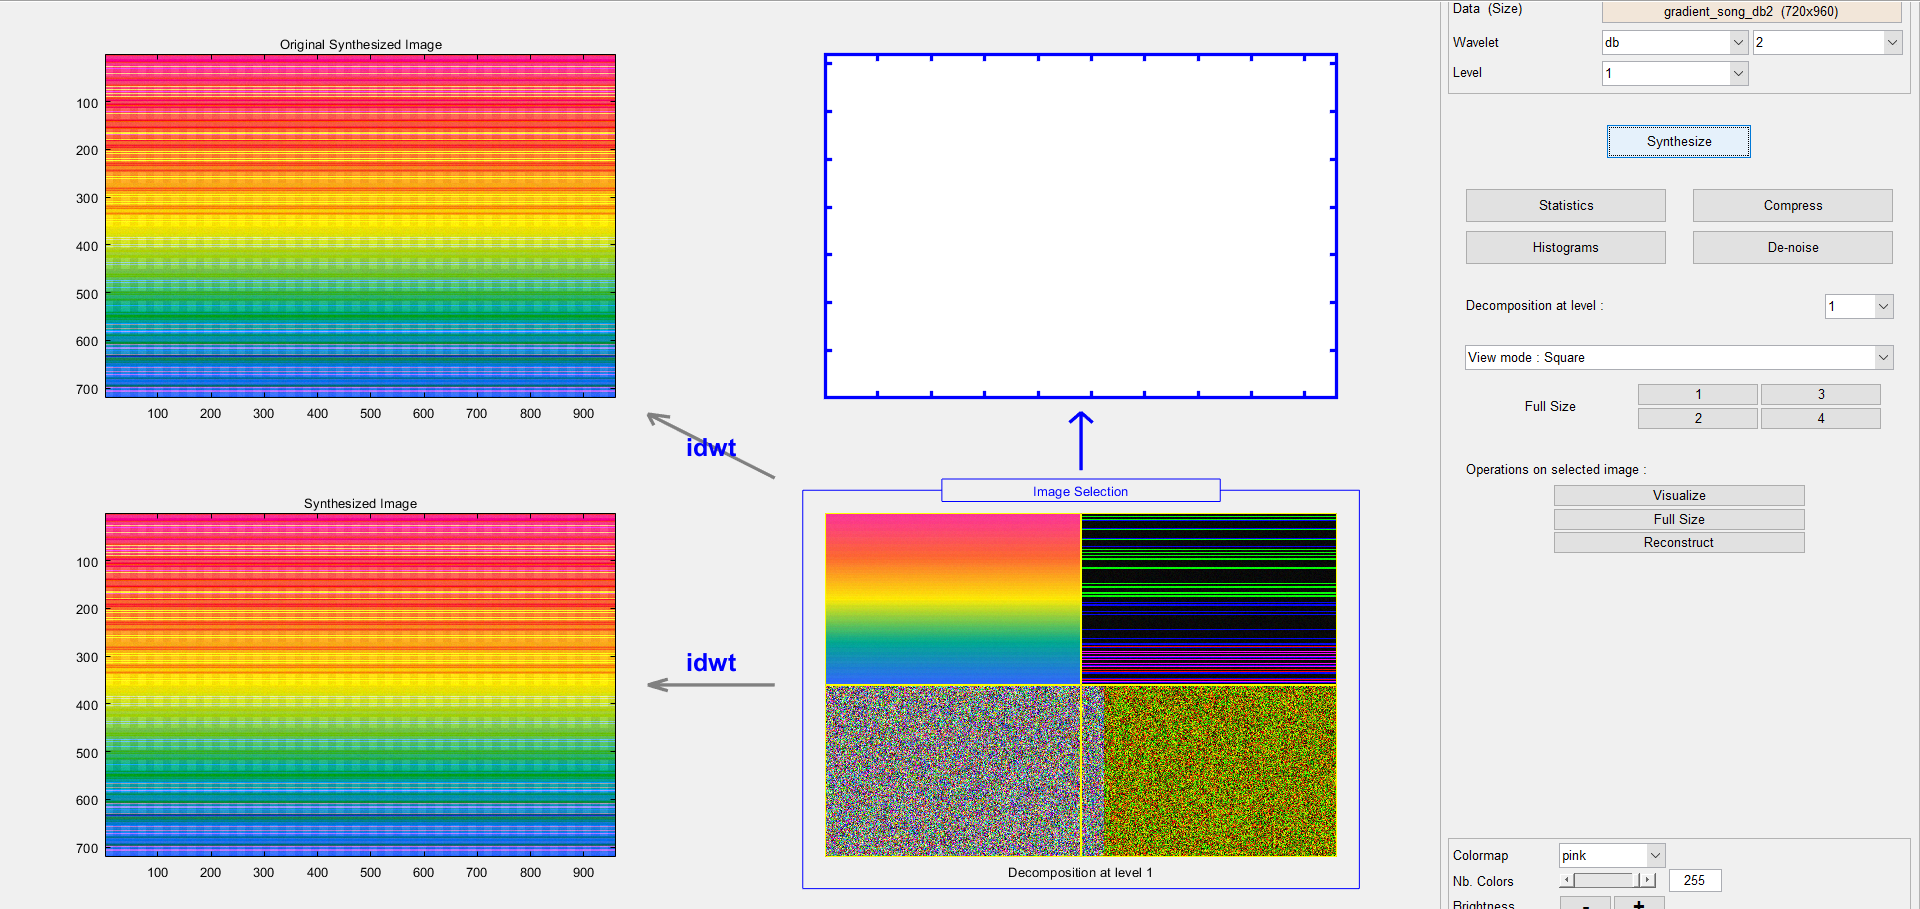 Original Synthesized Image
100
200
300
400
500
600
700
100 200 300 400 500 600 700 800 900
idwt
Synthesized Image
100
200
300
400
500
600
700
100 200 300 400 500 600 700 800 900
idwt
Image Selection
Decomposition at level 1
Data (Size) gradient_song_db2 (720x960)
Wavelet db 2
Level 1
Synthesize
Statistics Compress
Histograms De-noise
Decomposition at level : 1
View mode : Square
Full Size 1 3
2 4
Operations on selected image :
Visualize
Full Size
Reconstruct
Colormap pink
Nb. Colors 255
Brightness - +